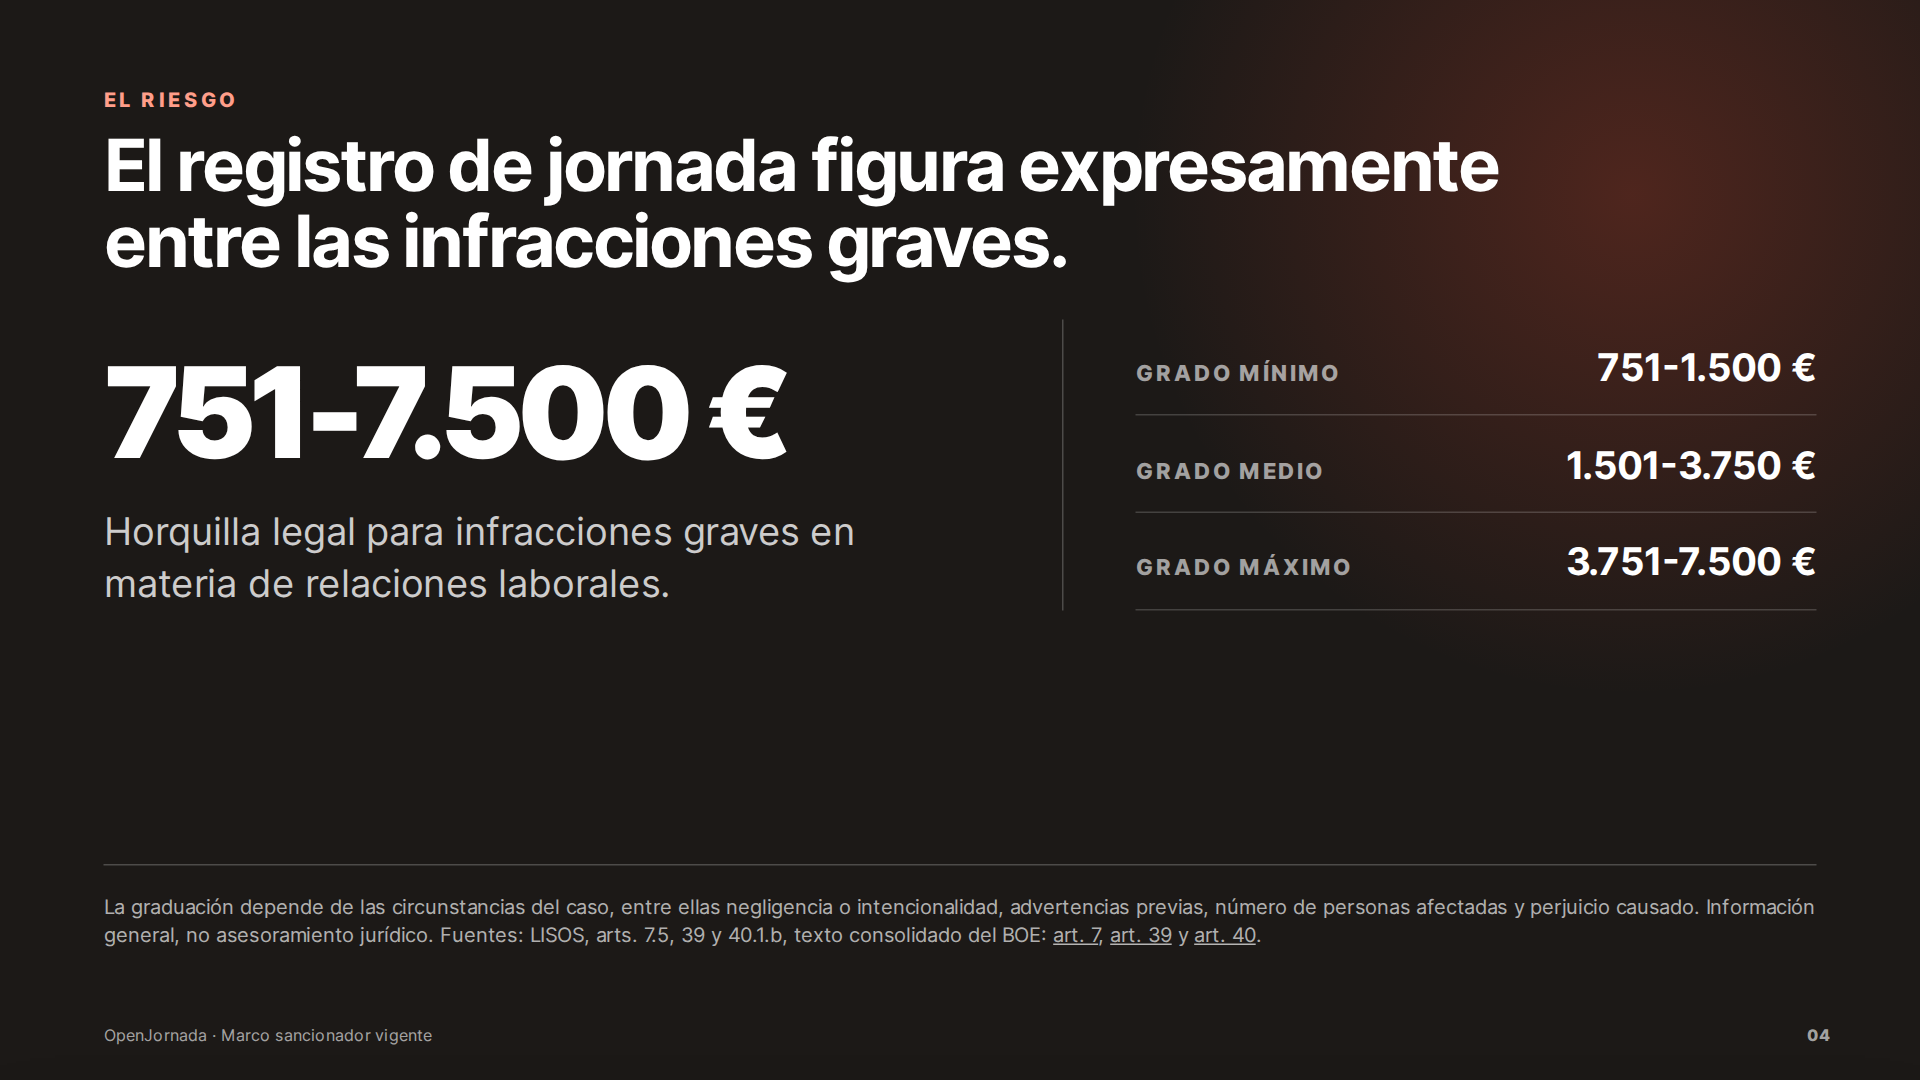 EL RIESGO
El registro de jornada figura expresamente
entre las infracciones graves.
751-7.500 €
Horquilla legal para infracciones graves en
materia de relaciones laborales.
GRADO MÍNIMO 751-1.500 €
GRADO MEDIO 1.501-3.750 €
GRADO MÁXIMO 3.751-7.500 €
La graduación depende de las circunstancias del caso, entre ellas negligencia o intencionalidad, advertencias previas, número de personas afectadas y perjuicio causado. Información
general, no asesoramiento jurídico. Fuentes: LISOS, arts. 7.5, 39 y 40.1.b, texto consolidado del BOE: art. 7, art. 39 y art. 40.
OpenJornada · Marco sancionador vigente 04